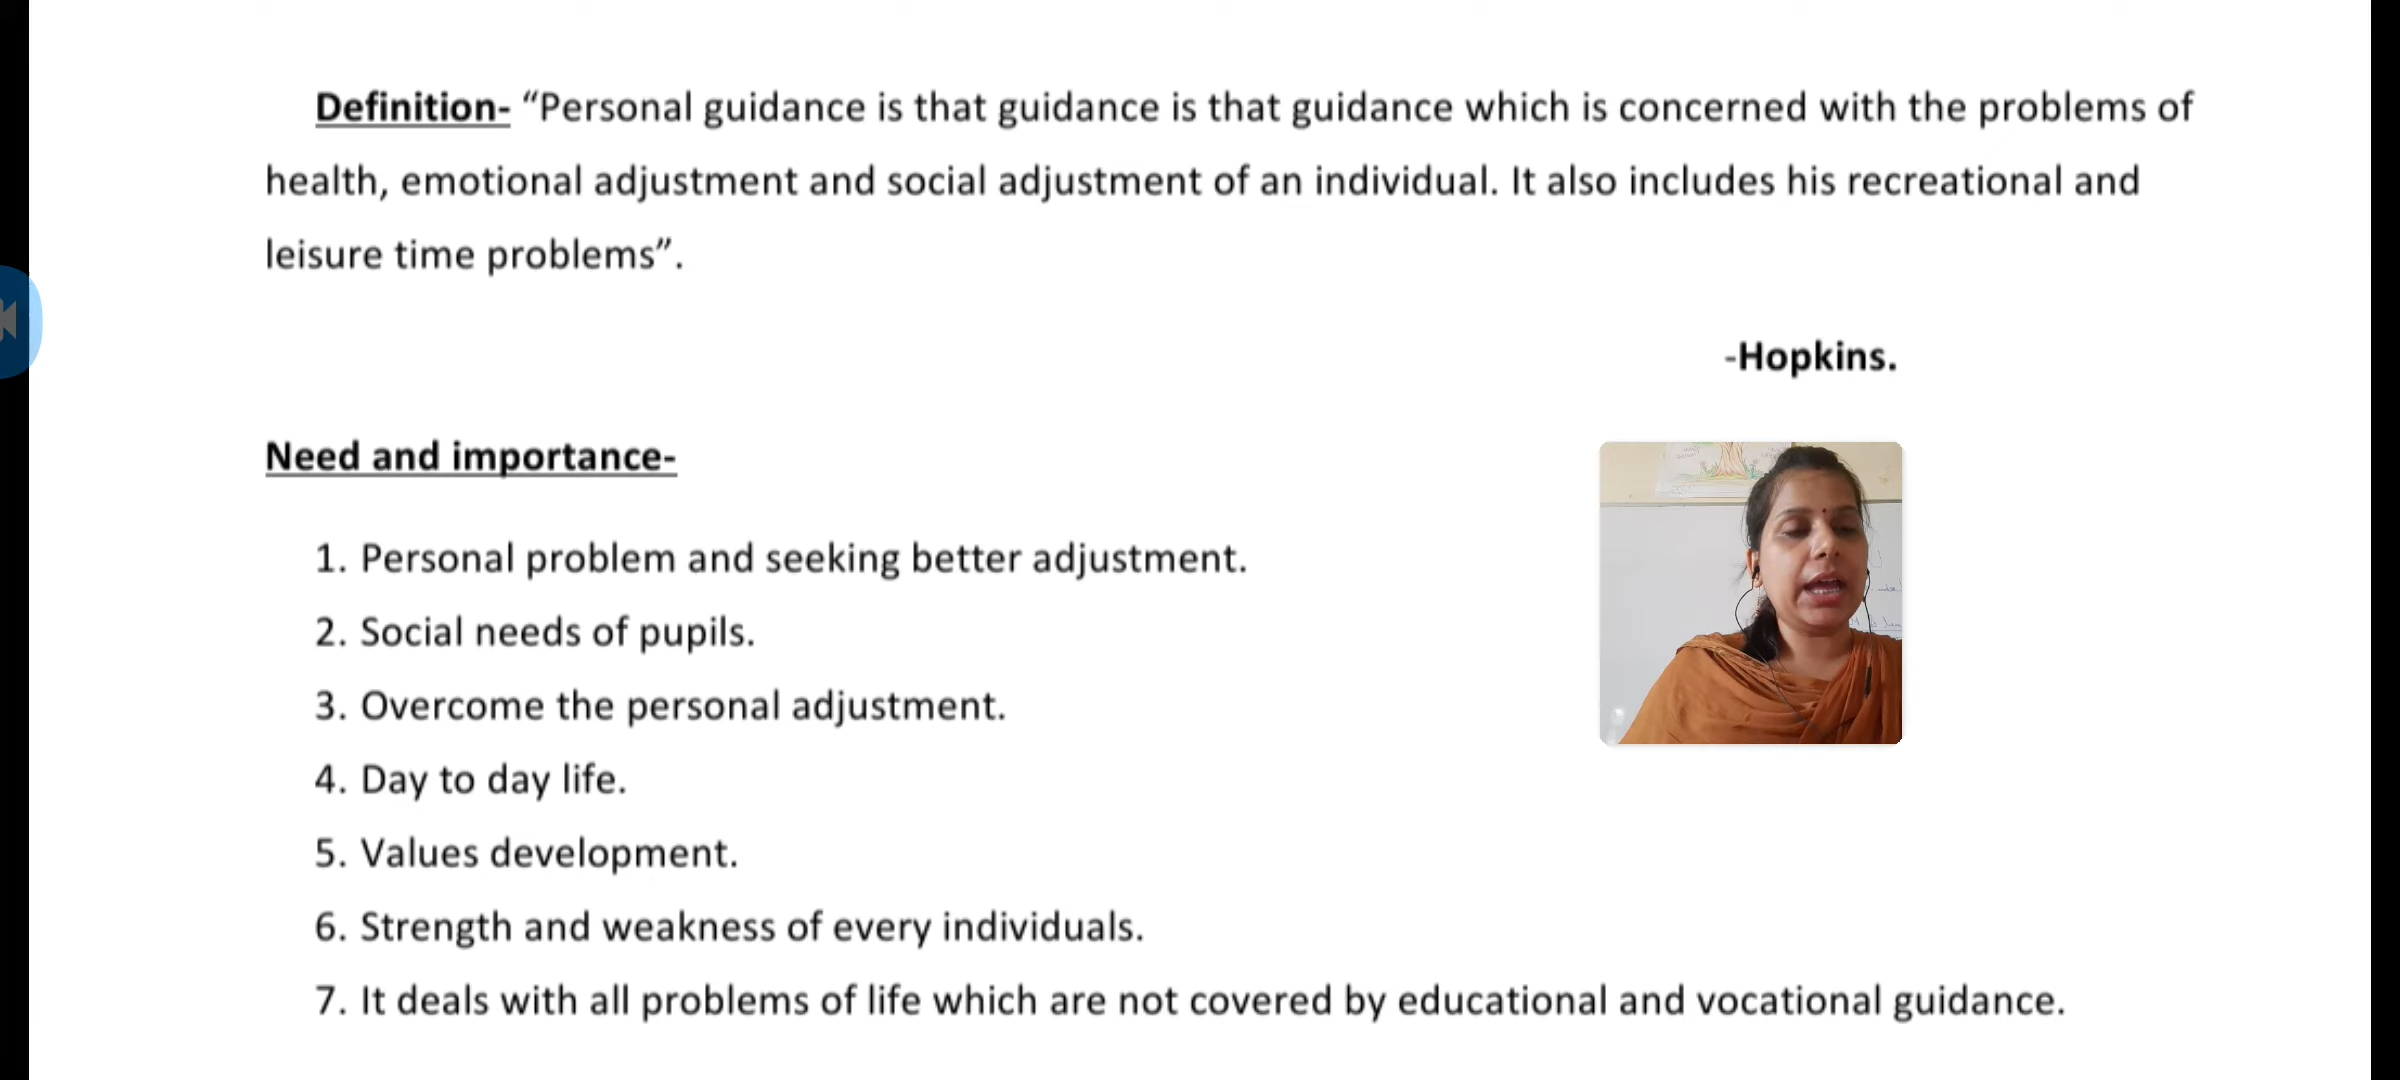 Definition- “Personal guidance is that guidance is that guidance which is concerned with the problems of
health, emotional adjustment and social adjustment of an individual. It also includes his recreational and
leisure time problems”.
-Hopkins.
Need and importance-
1. Personal problem and seeking better adjustment.
2. Social needs of pupils.
3. Overcome the personal adjustment.
4. Day to day life.
5. Values development.
6. Strength and weakness of every individuals.
7. It deals with all problems of life which are not covered by educational and vocational guidance.